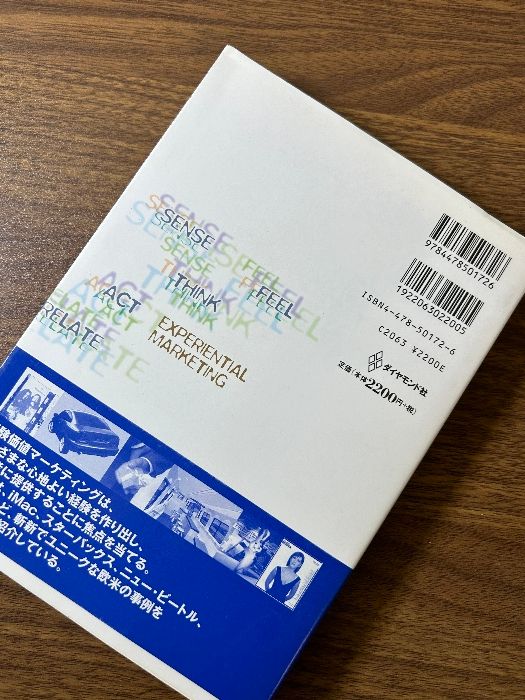 SENSE
FEEL
THINK
ACT
RELATE
EXPERIENTIAL
MARKETING
9784478501726
1922063022005
ISBN4-478-50172-6
C2063 ¥2200E
ダイヤモンド社
定価(本体2200円+税)
験価値マーケティングは、
ざまな心地よい経験を作り出し、
に提供することに焦点を当てる。
、iMac、スターバックス、ニュー・ビートル、
ど、斬新でユニークな欧米の事例を
紹介している。